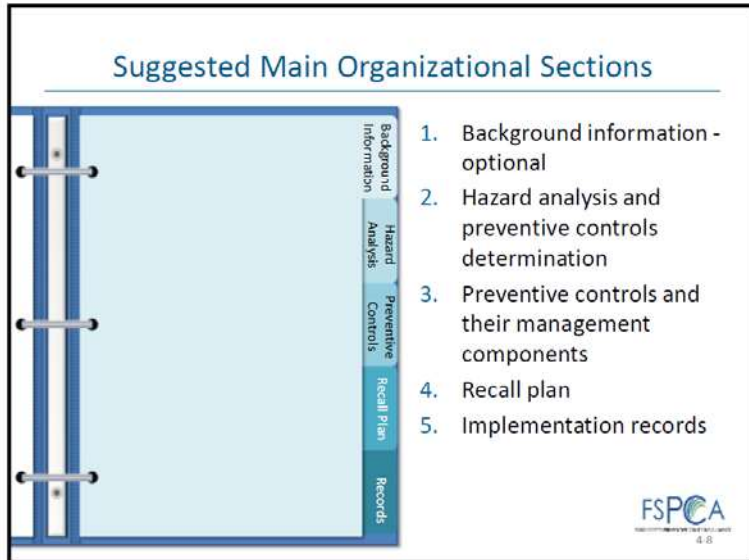 Suggested Main Organizational Sections
Background
Information
Hazard
Analysis
Preventive
Controls
Recall Plan
Records
1. Background information -
optional
2. Hazard analysis and
preventive controls
determination
3. Preventive controls and
their management
components
4. Recall plan
5. Implementation records
FSPCA
4-8